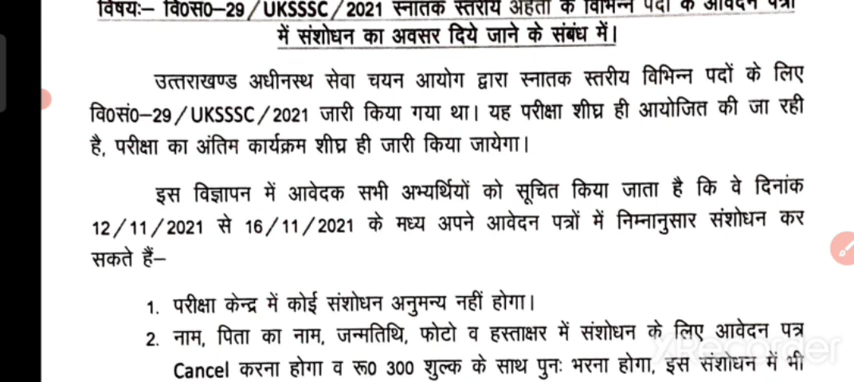 विषयः– वि0स0–29/UKSSSC/2021 स्नातक स्तरीय अर्हता के विभिन्न पदों के आवेदन पत्रों
में संशोधन का अवसर दिये जाने के संबंध में।
उत्तराखण्ड अधीनस्थ सेवा चयन आयोग द्वारा स्नातक स्तरीय विभिन्न पदों के लिए
वि0सं0–29/UKSSSC/2021 जारी किया गया था। यह परीक्षा शीघ्र ही आयोजित की जा रही
है, परीक्षा का अंतिम कार्यक्रम शीघ्र ही जारी किया जायेगा।
इस विज्ञापन में आवेदक सभी अभ्यर्थियों को सूचित किया जाता है कि वे दिनांक
12/11/2021 से 16/11/2021 के मध्य अपने आवेदन पत्रों में निम्नानुसार संशोधन कर
सकते हैं–
1. परीक्षा केन्द्र में कोई संशोधन अनुमन्य नहीं होगा।
2. नाम, पिता का नाम, जन्मतिथि, फोटो व हस्ताक्षर में संशोधन के लिए आवेदन पत्र
Cancel करना होगा व रू0 300 शुल्क के साथ पुनः भरना होगा, इस संशोधन में भी
XRecorder